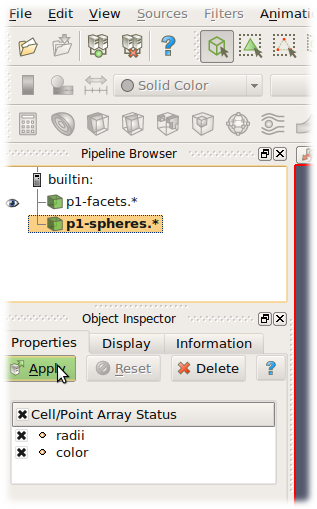 File Edit View Sources Filters Animati
Solid Color
Pipeline Browser
builtin:
p1-facets.*
p1-spheres.*
Object Inspector
Properties Display Information
Apply Reset Delete ?
Cell/Point Array Status
radii
color